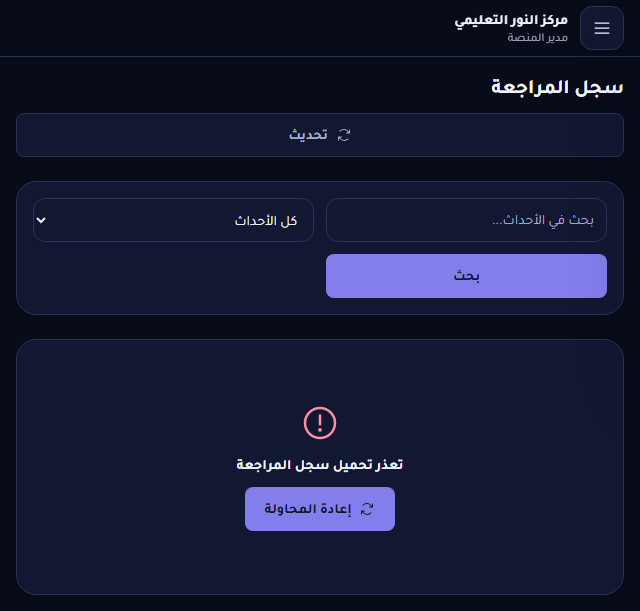 مركز النور التعليمي
مدير المنصة
سجل المراجعة
تحديث
بحث في الأحداث...
كل الأحداث
بحث
تعذر تحميل سجل المراجعة
إعادة المحاولة